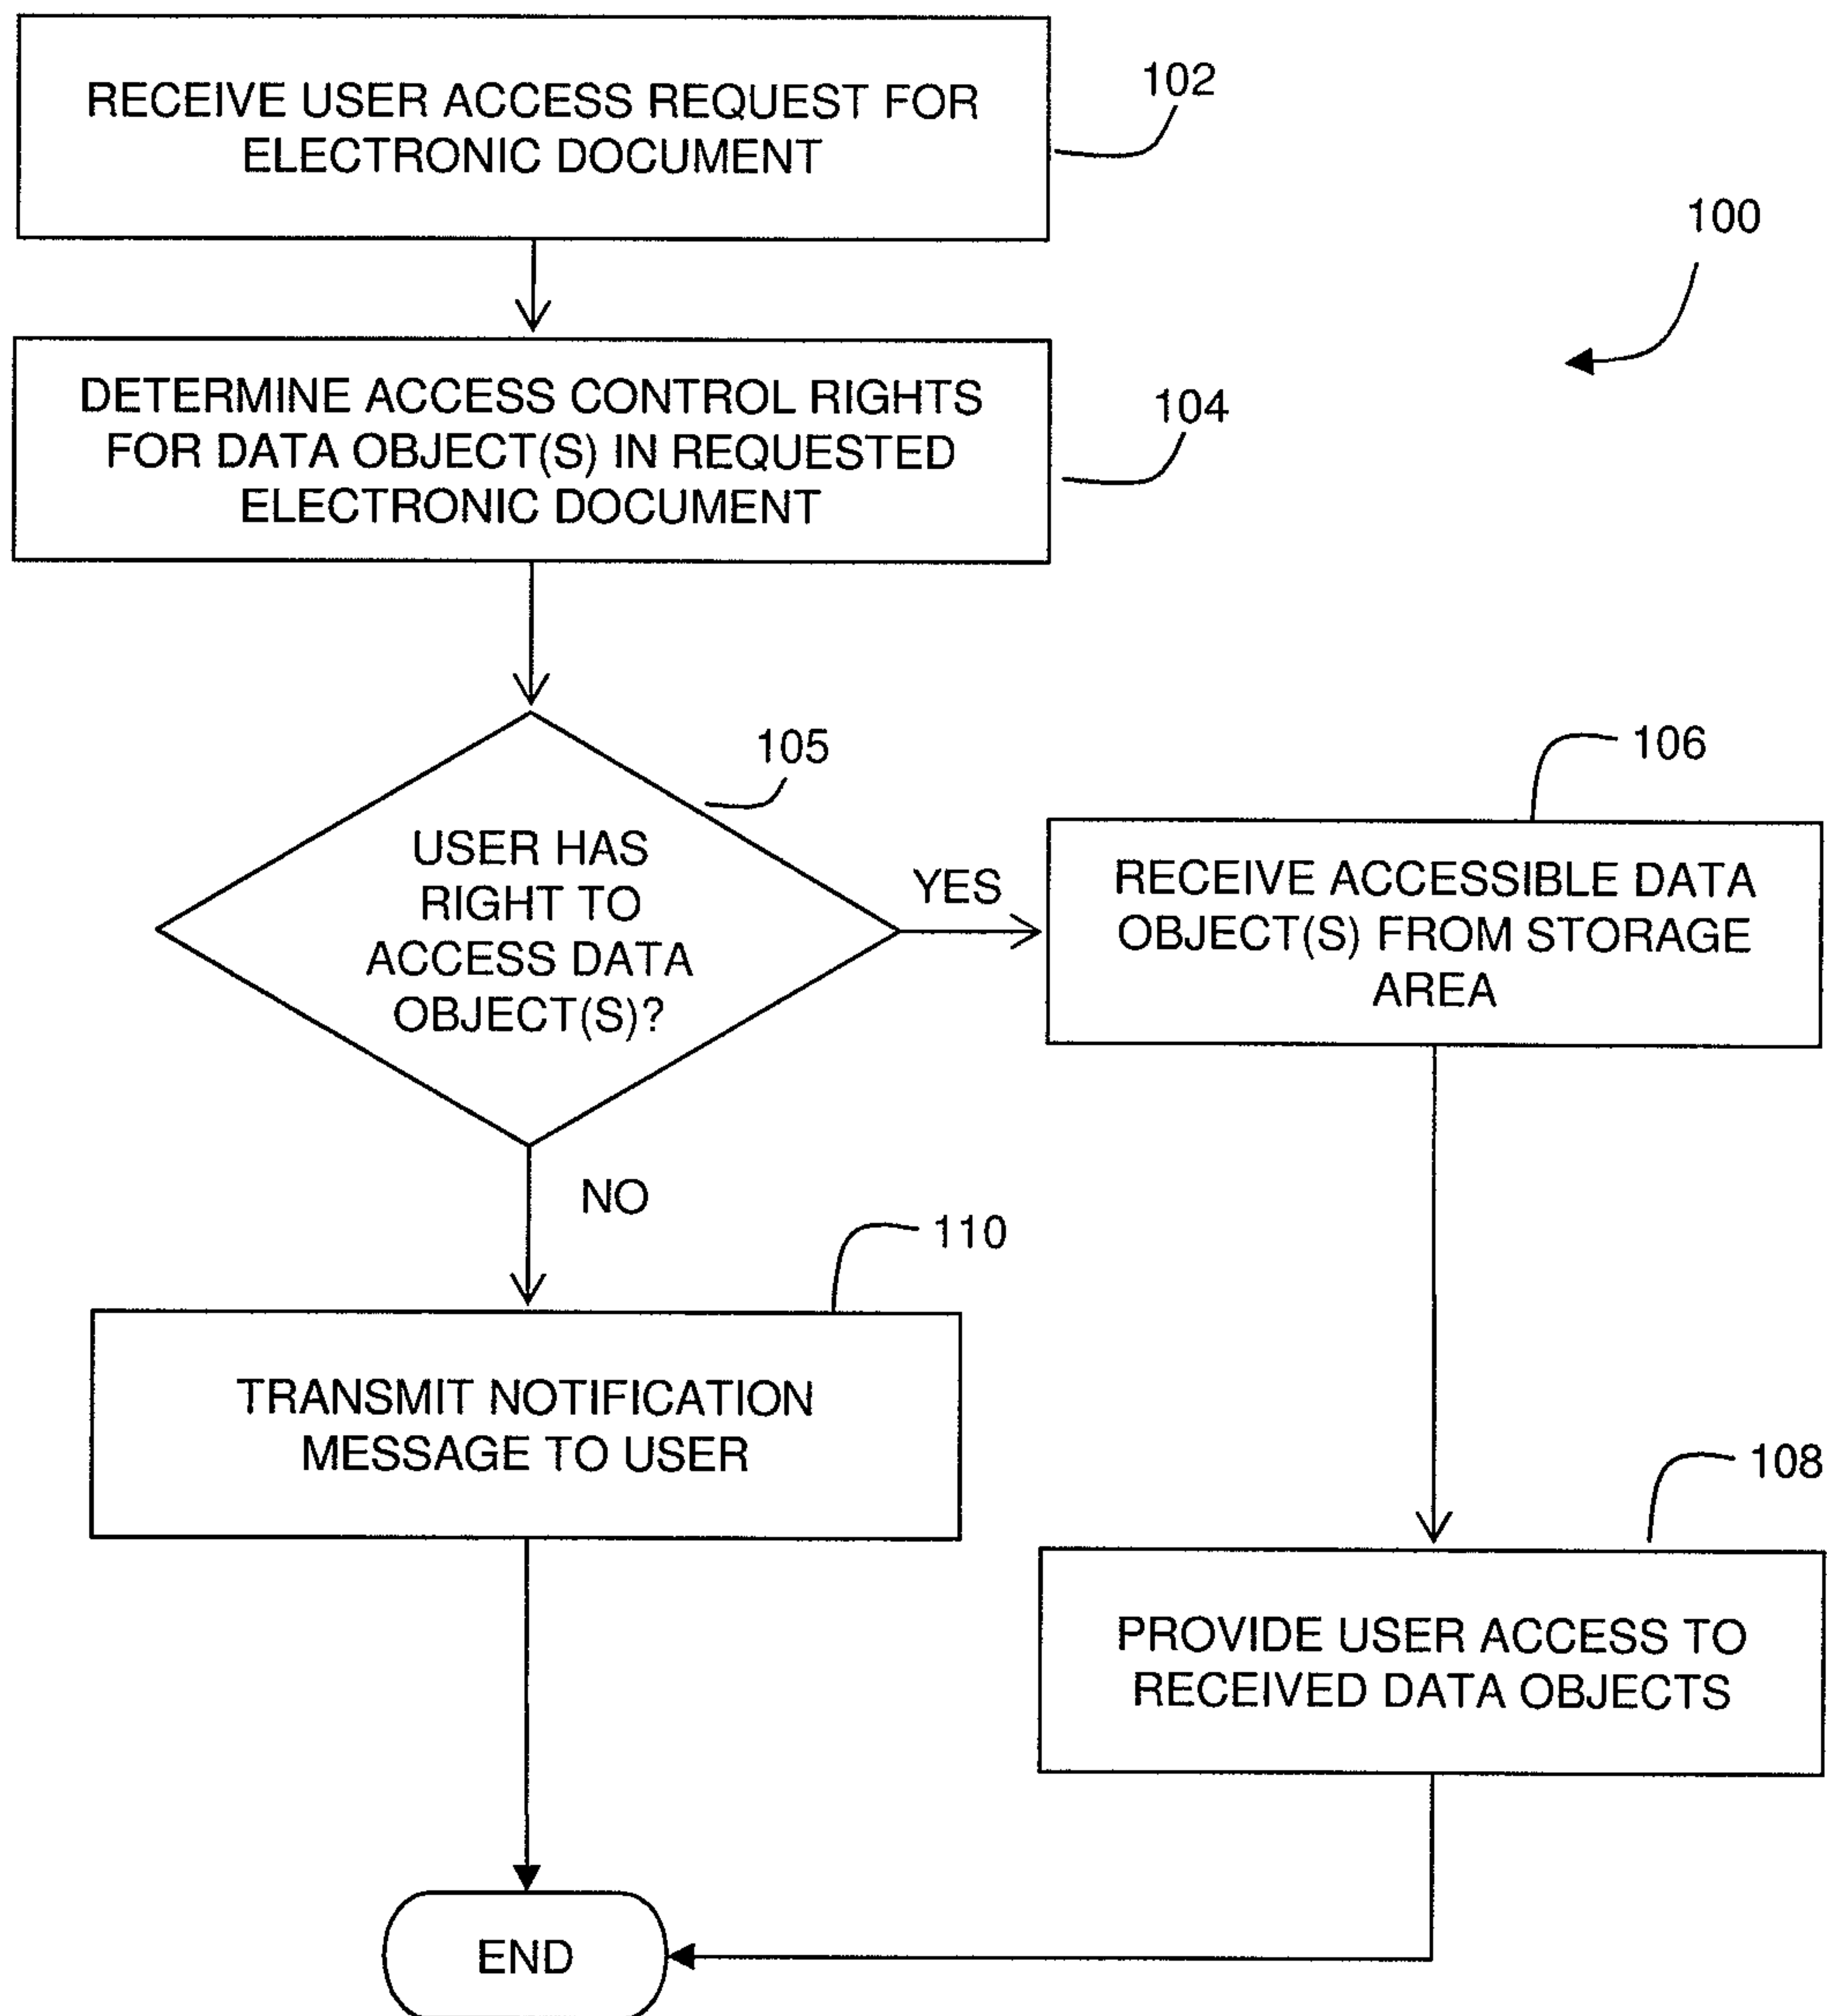 RECEIVE USER ACCESS REQUEST FOR
ELECTRONIC DOCUMENT
102
100
DETERMINE ACCESS CONTROL RIGHTS
FOR DATA OBJECT(S) IN REQUESTED
ELECTRONIC DOCUMENT
104
105
USER HAS
RIGHT TO
ACCESS DATA
OBJECT(S)?
YES
106
RECEIVE ACCESSIBLE DATA
OBJECT(S) FROM STORAGE
AREA
NO
110
TRANSMIT NOTIFICATION
MESSAGE TO USER
108
PROVIDE USER ACCESS TO
RECEIVED DATA OBJECTS
END